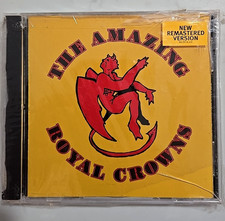 THE AMAZING
ROYAL CROWNS
NEW
REMASTERED
VERSION